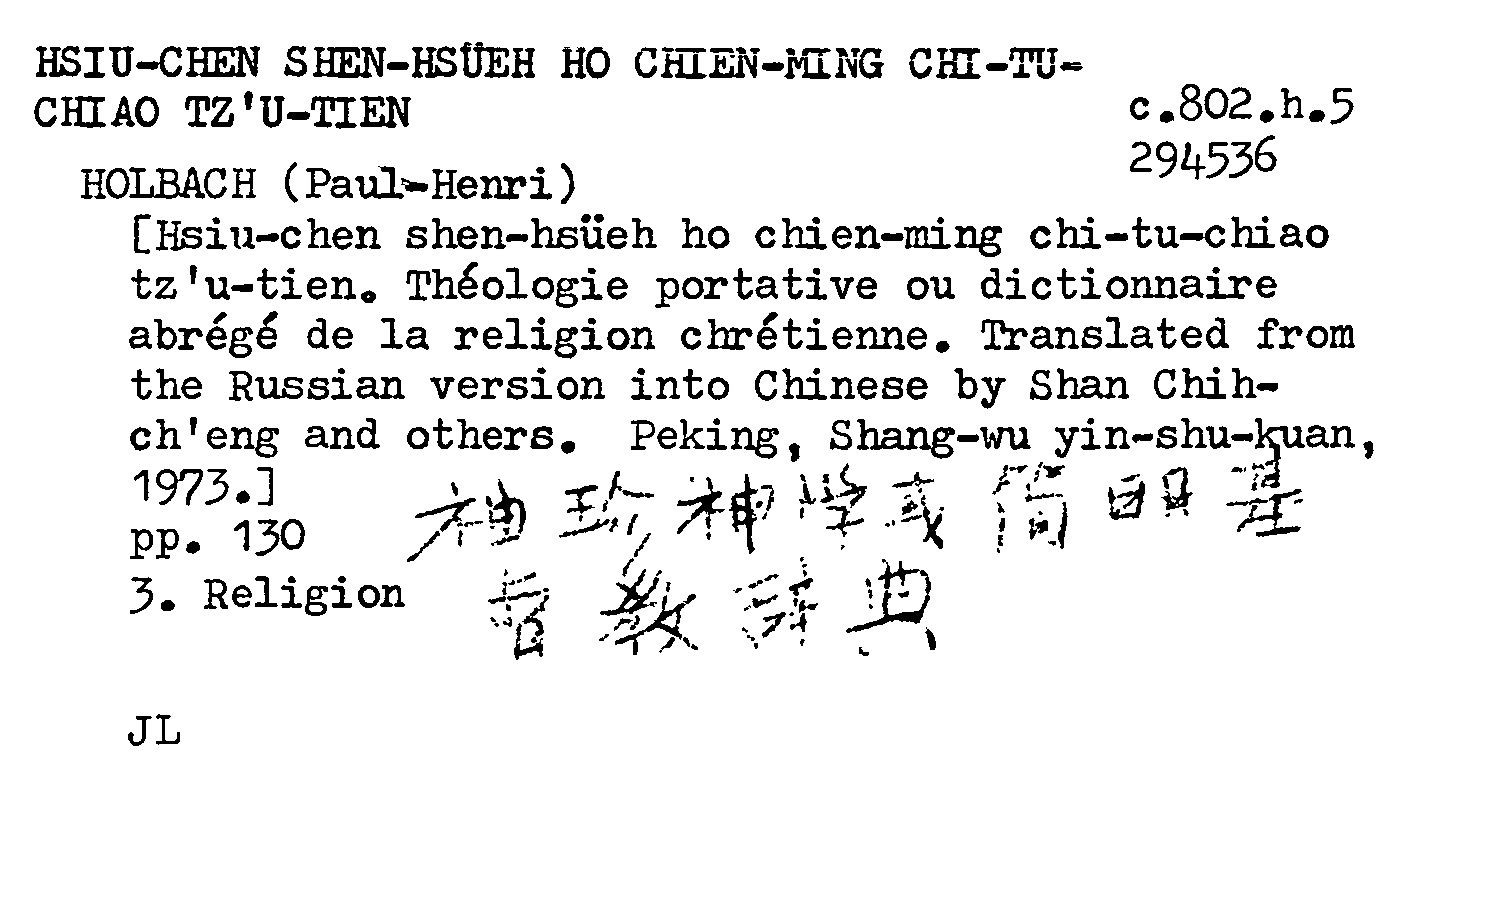 HSIU-CHEN SHEN-HSÜEH HO CHIEN-MING CHI-TU-
CHIAO TZ'U-TIEN
c.802.h.5
294536
HOLBACH (Paul-Henri)
[Hsiu-chen shen-hsüeh ho chien-ming chi-tu-chiao
tz'u-tien. Théologie portative ou dictionnaire
abrégé de la religion chrétienne. Translated from
the Russian version into Chinese by Shan Chih-
ch'eng and others. Peking, Shang-wu yin-shu-kuan,
1973.]
pp. 130
3. Religion
袖珍神学或简明基
督教辞典
JL